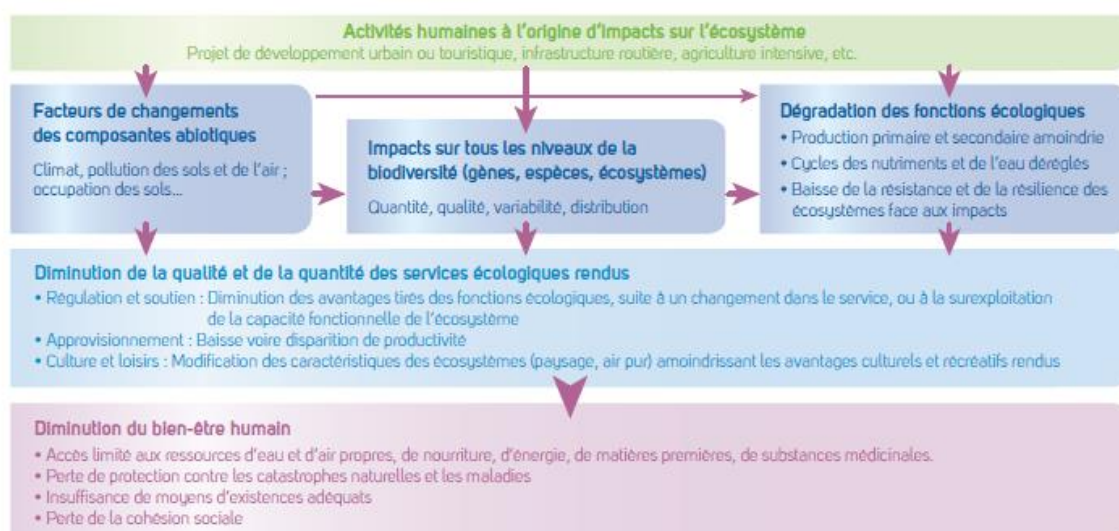 Activités humaines à l'origine d'impacts sur l'écosystème
Projet de développement urbain ou touristique, infrastructure routière, agriculture intensive, etc.
Facteurs de changements
des composantes abiotiques
Climat, pollution des sols et de l'air ;
occupation des sols...
Impacts sur tous les niveaux de la
biodiversité (gènes, espèces, écosystèmes)
Quantité, qualité, variabilité, distribution
Dégradation des fonctions écologiques
• Production primaire et secondaire amoindrie
• Cycles des nutriments et de l'eau déréglés
• Baisse de la résistance et de la résilience des
écosystèmes face aux impacts
Diminution de la qualité et de la quantité des services écologiques rendus
• Régulation et soutien : Diminution des avantages tirés des fonctions écologiques, suite à un changement dans le service, ou à la surexploitation
de la capacité fonctionnelle de l'écosystème
• Approvisionnement : Baisse voire disparition de productivité
• Culture et loisirs : Modification des caractéristiques des écosystèmes (paysage, air pur) amoindrissant les avantages culturels et récréatifs rendus
Diminution du bien-être humain
• Accès limité aux ressources d'eau et d'air propres, de nourriture, d'énergie, de matières premières, de substances médicinales.
• Perte de protection contre les catastrophes naturelles et les maladies
• Insuffisance de moyens d'existences adéquats
• Perte de la cohésion sociale